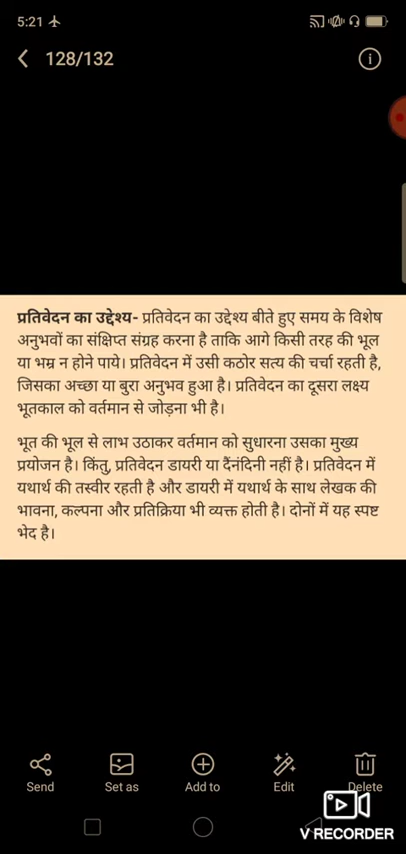 5:21
128/132
प्रतिवेदन का उद्देश्य- प्रतिवेदन का उद्देश्य बीते हुए समय के विशेष
अनुभवों का संक्षिप्त संग्रह करना है ताकि आगे किसी तरह की भूल
या भम्र न होने पाये। प्रतिवेदन में उसी कठोर सत्य की चर्चा रहती है,
जिसका अच्छा या बुरा अनुभव हुआ है। प्रतिवेदन का दूसरा लक्ष्य
भूतकाल को वर्तमान से जोड़ना भी है।
भूत की भूल से लाभ उठाकर वर्तमान को सुधारना उसका मुख्य
प्रयोजन है। किंतु, प्रतिवेदन डायरी या दैंनंदिनी नहीं है। प्रतिवेदन में
यथार्थ की तस्वीर रहती है और डायरी में यथार्थ के साथ लेखक की
भावना, कल्पना और प्रतिक्रिया भी व्यक्त होती है। दोनों में यह स्पष्ट
भेद है।
Send Set as Add to Edit Delete
V RECORDER